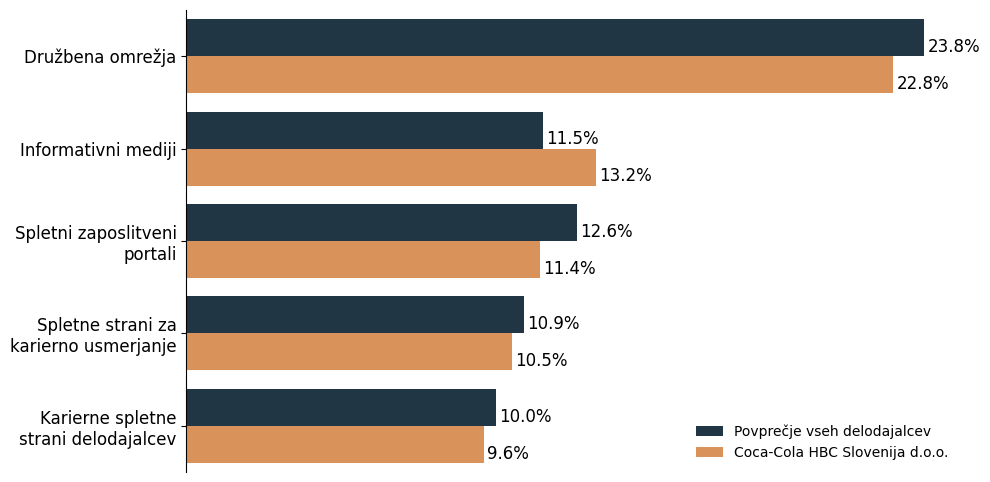 Družbena omrežja
23.8%
22.8%
Informativni mediji
11.5%
13.2%
Spletni zaposlitveni
portali
12.6%
11.4%
Spletne strani za
karierno usmerjanje
10.9%
10.5%
Karierne spletne
strani delodajalcev
10.0%
9.6%
Povprečje vseh delodajalcev
Coca-Cola HBC Slovenija d.o.o.